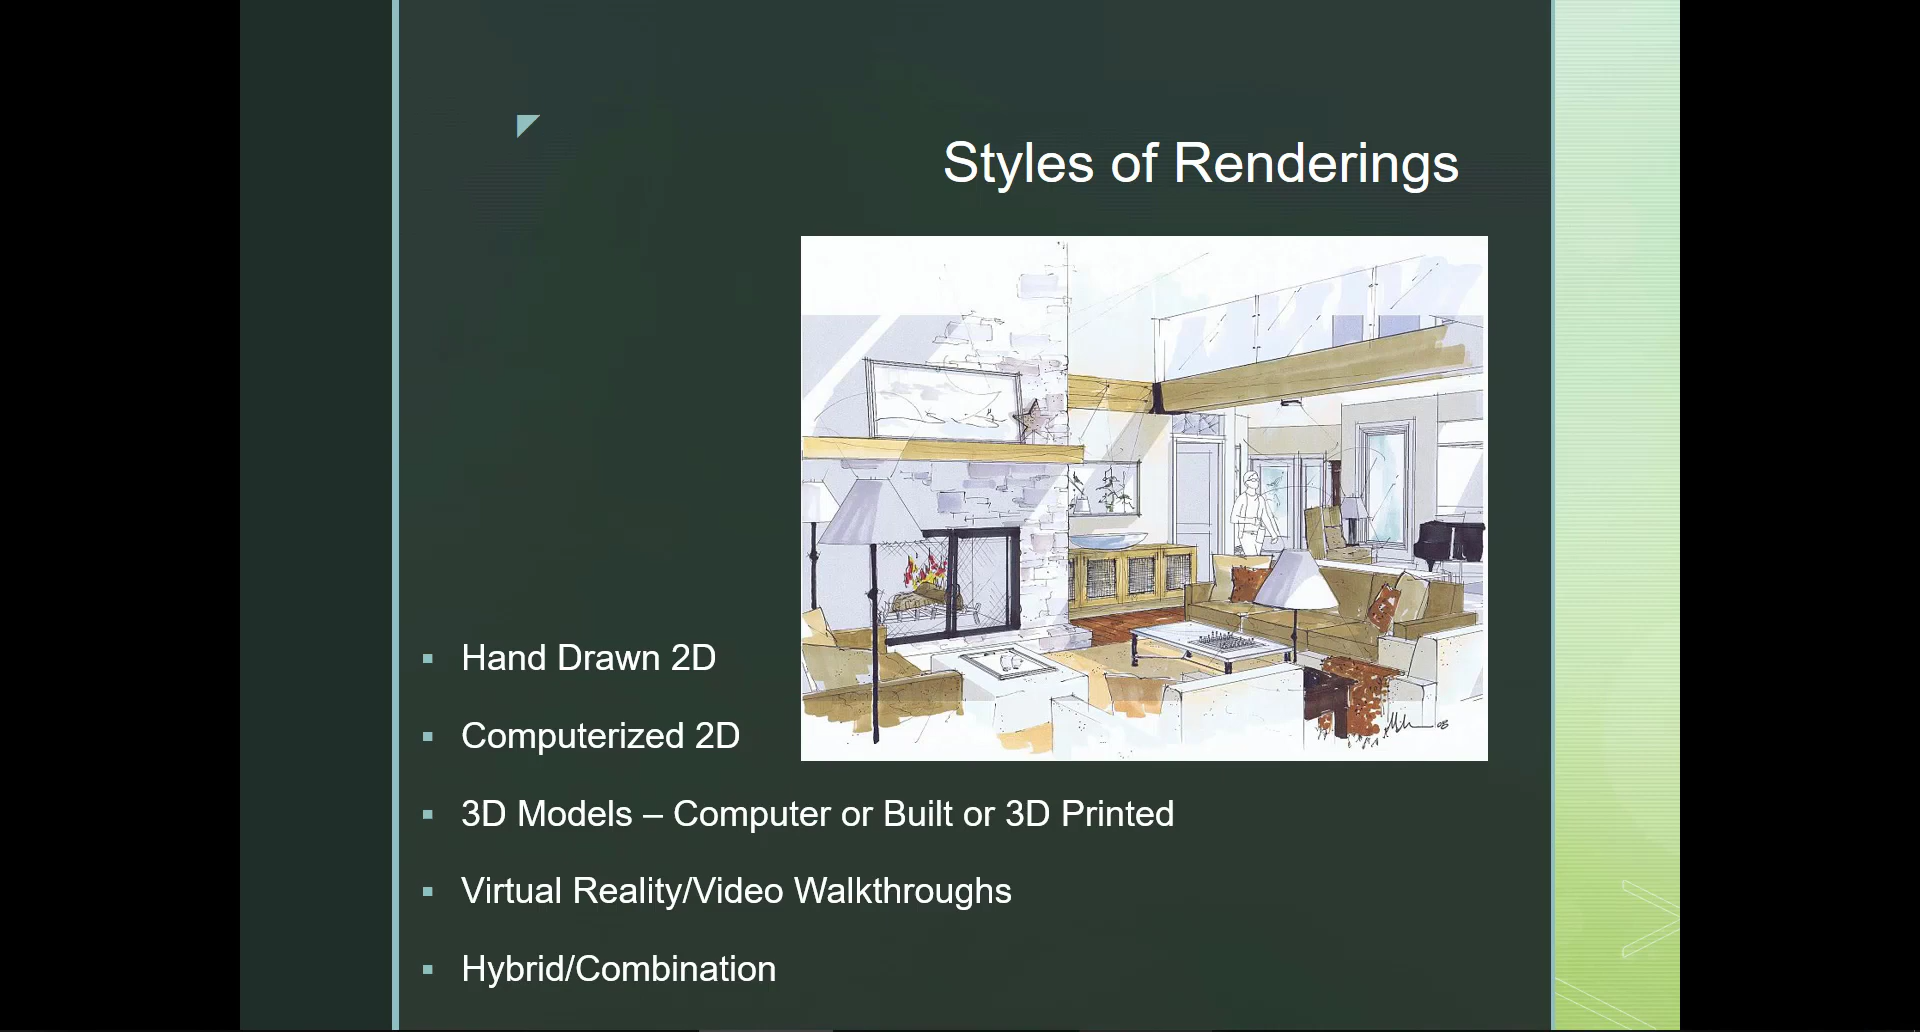 Styles of Renderings
Hand Drawn 2D
Computerized 2D
3D Models – Computer or Built or 3D Printed
Virtual Reality/Video Walkthroughs
Hybrid/Combination